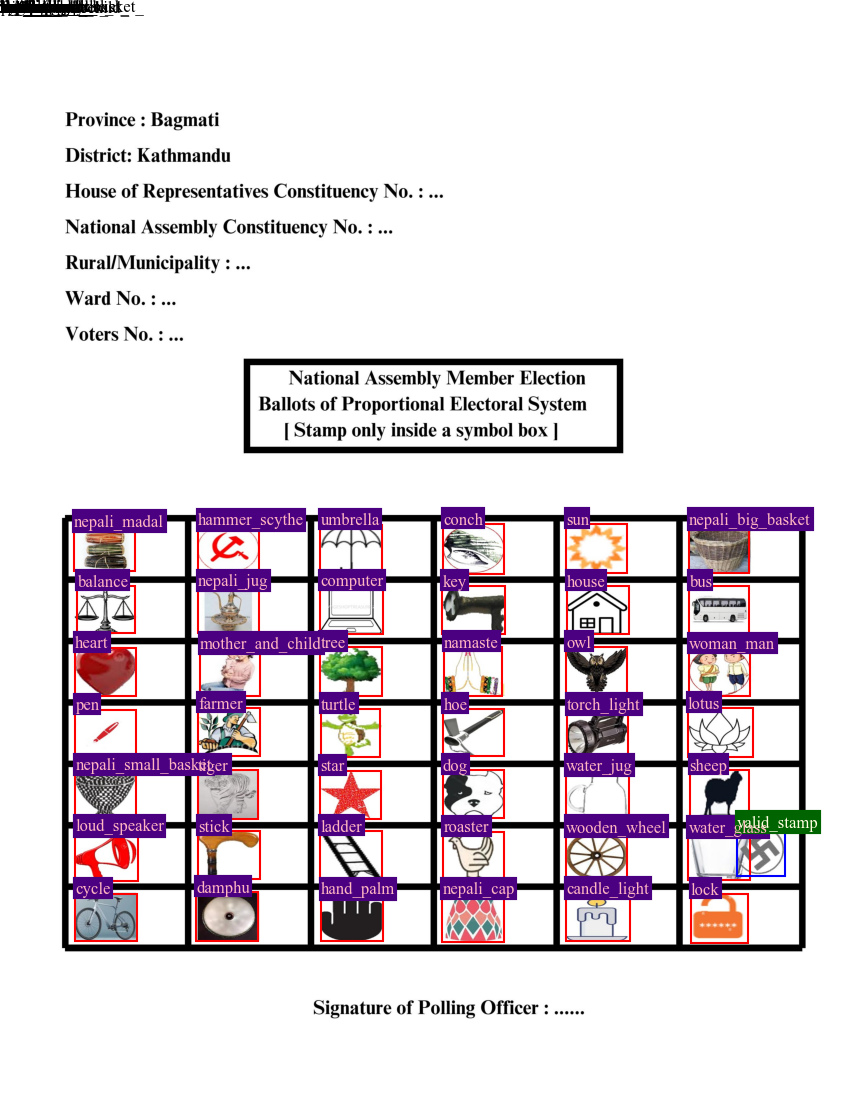 Province : Bagmati
District: Kathmandu
House of Representatives Constituency No. : ...
National Assembly Constituency No. : ...
Rural/Municipality : ...
Ward No. : ...
Voters No. : ...
National Assembly Member Election
Ballots of Proportional Electoral System
[ Stamp only inside a symbol box ]
nepali_madal hammer_scythe umbrella conch sun nepali_big_basket
balance nepali_jug computer key house bus
heart mother_and_child tree namaste owl woman_man
pen farmer turtle hoe torch_light lotus
nepali_small_basket tiger star dog water_jug sheep
loud_speaker stick ladder roaster wooden_wheel water_glass valid_stamp
cycle damphu hand_palm nepali_cap candle_light lock
Signature of Polling Officer : ......